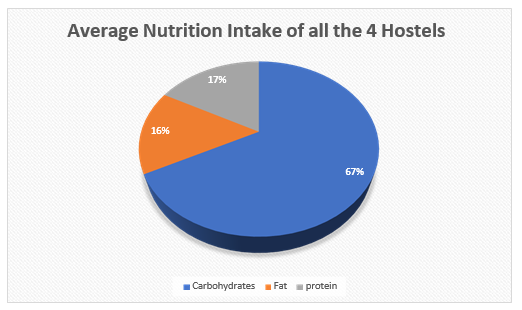 Average Nutrition Intake of all the 4 Hostels
17%
16%
67%
Carbohydrates Fat protein